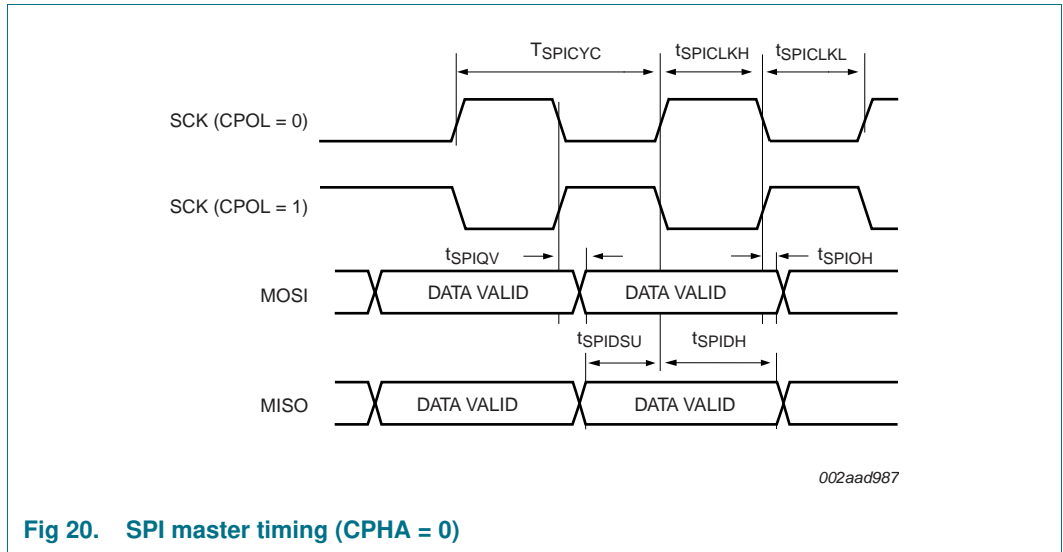 TSPICYC tSPICLKH tSPICLKL
SCK (CPOL = 0)
SCK (CPOL = 1)
tSPIQV tSPIOH
MOSI DATA VALID DATA VALID
tSPIDSU tSPIDH
MISO DATA VALID DATA VALID
002aad987
Fig 20. SPI master timing (CPHA = 0)